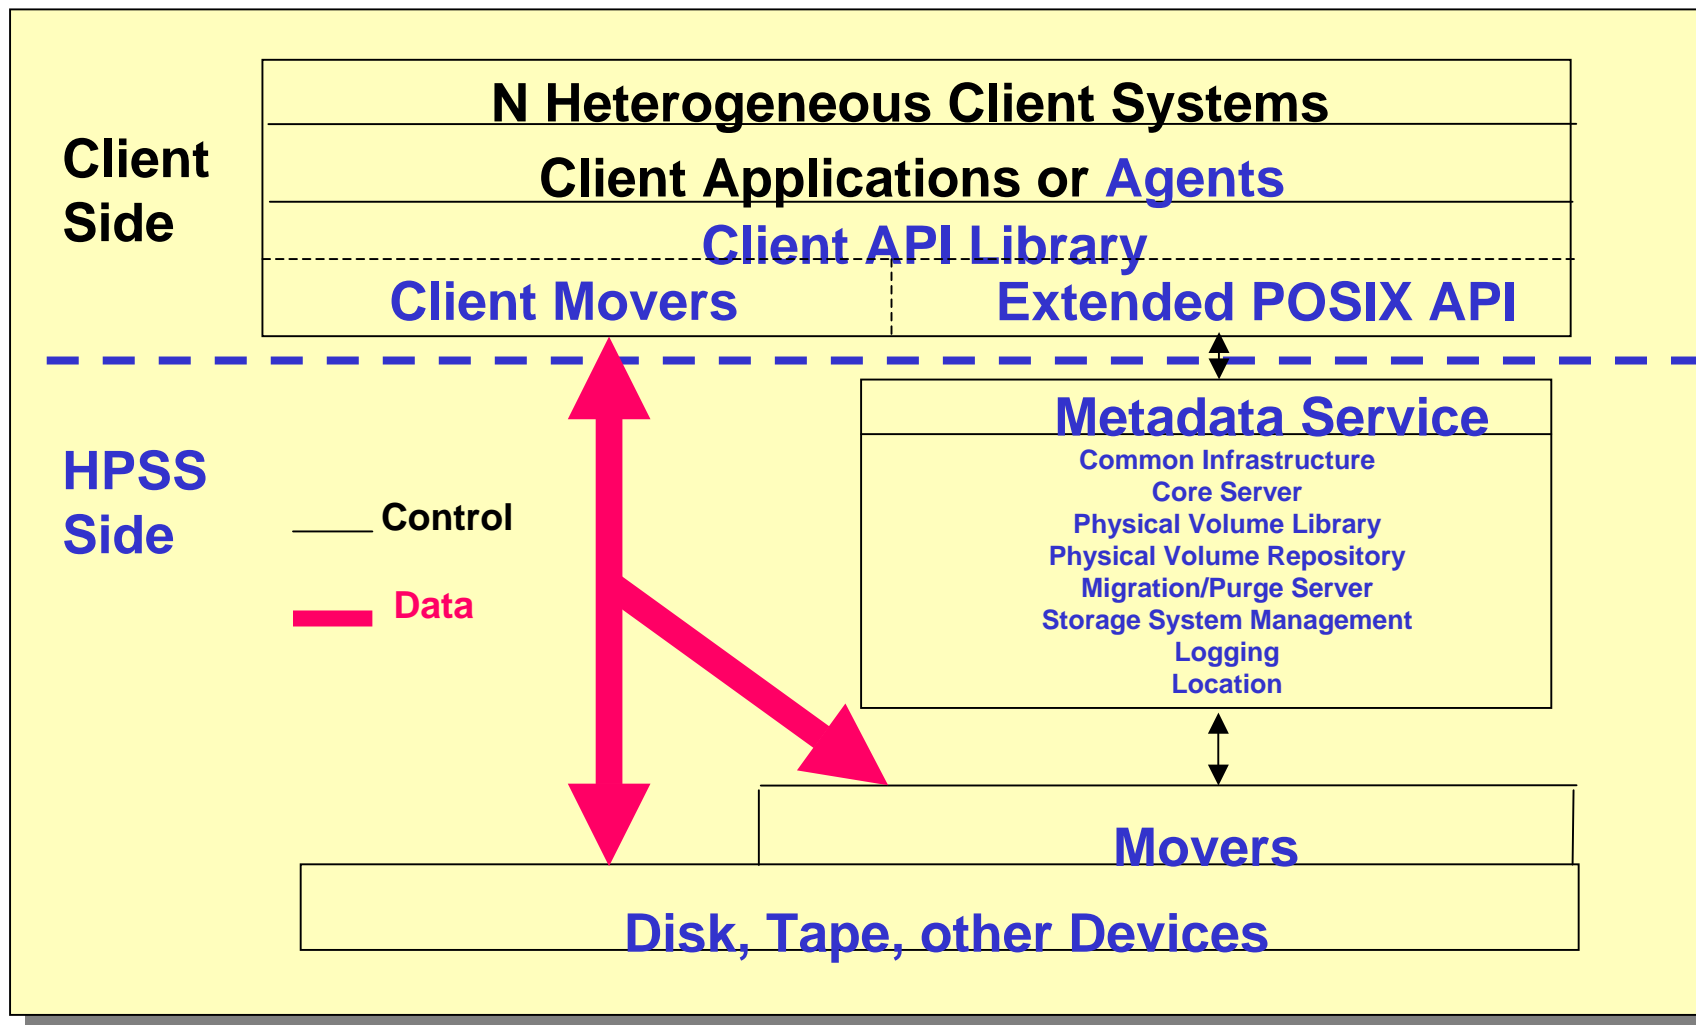 N Heterogeneous Client Systems
Client
Side
Client Applications or Agents
Client API Library
Client Movers
Extended POSIX API
HPSS
Side
Control
Data
Metadata Service
Common Infrastructure
Core Server
Physical Volume Library
Physical Volume Repository
Migration/Purge Server
Storage System Management
Logging
Location
Movers
Disk, Tape, other Devices